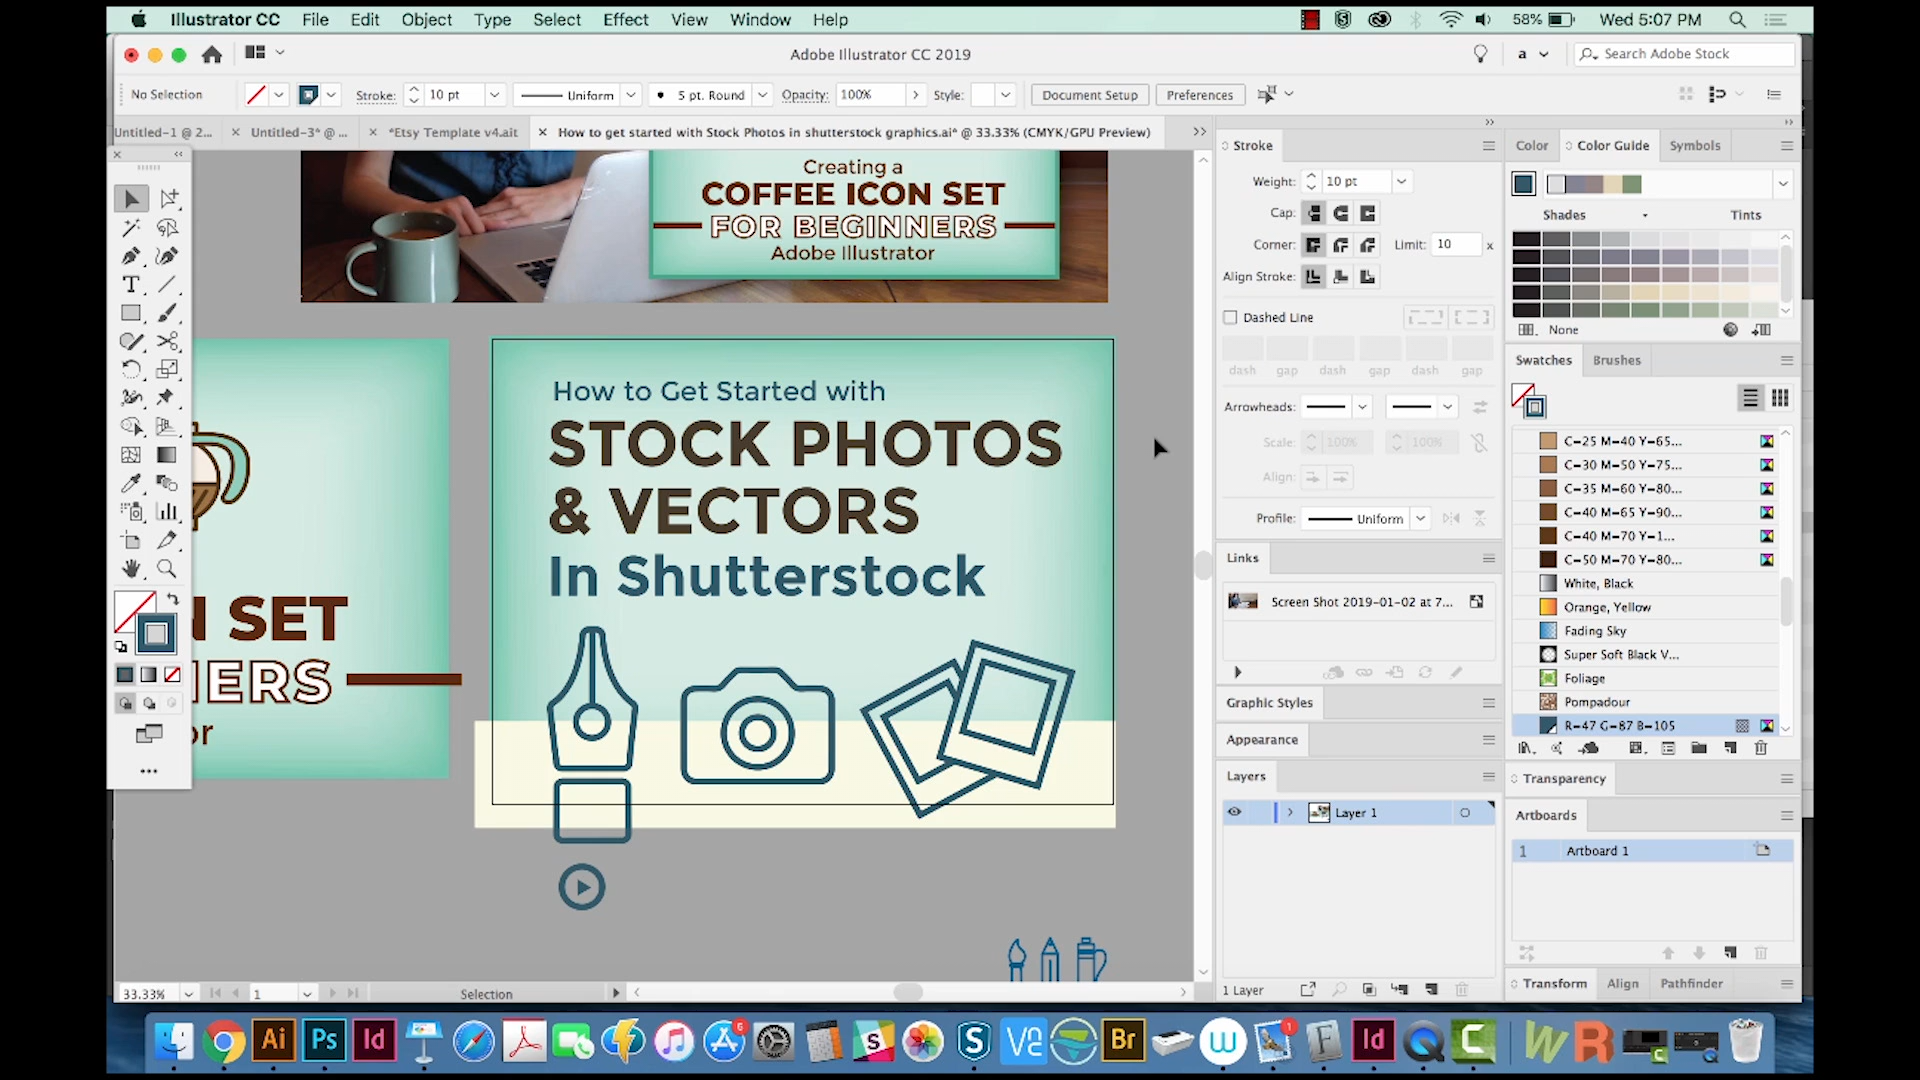 Illustrator CC File Edit Object Type Select Effect View Window Help 58% Wed 5:07 PM
Adobe Illustrator CC 2019
a
Search Adobe Stock
No Selection
Stroke: 10 pt
Uniform
5 pt. Round
Opacity: 100%
Style:
Document Setup
Preferences
Untitled-1 @ 2...
Untitled-3* @ ...
*Etsy Template v4.ait
How to get started with Stock Photos in shutterstock graphics.ai* @ 33.33% (CMYK/GPU Preview)
Creating a
COFFEE ICON SET
FOR BEGINNERS
Adobe Illustrator
How to Get Started with
STOCK PHOTOS
& VECTORS
In Shutterstock
N SET
ERS
or
33.33%
1
Selection
Stroke
Weight: 10 pt
Cap:
Corner: Limit: 10 x
Align Stroke:
Dashed Line
dash gap dash gap dash gap
Arrowheads:
Scale: 100% 100%
Align:
Profile: Uniform
Links
Screen Shot 2019-01-02 at 7...
Graphic Styles
Appearance
Layers
Layer 1
1 Layer
Color Color Guide Symbols
Shades Tints
None
Swatches Brushes
C=25 M=40 Y=65...
C=30 M=50 Y=75...
C=35 M=60 Y=80...
C=40 M=65 Y=90...
C=40 M=70 Y=1...
C=50 M=70 Y=80...
White, Black
Orange, Yellow
Fading Sky
Super Soft Black V...
Foliage
Pompadour
R=47 G=87 B=105
Transparency
Artboards
1 Artboard 1
Transform Align Pathfinder
Ai Ps Id 6 S V2 Br W 1 F Id Q C W R